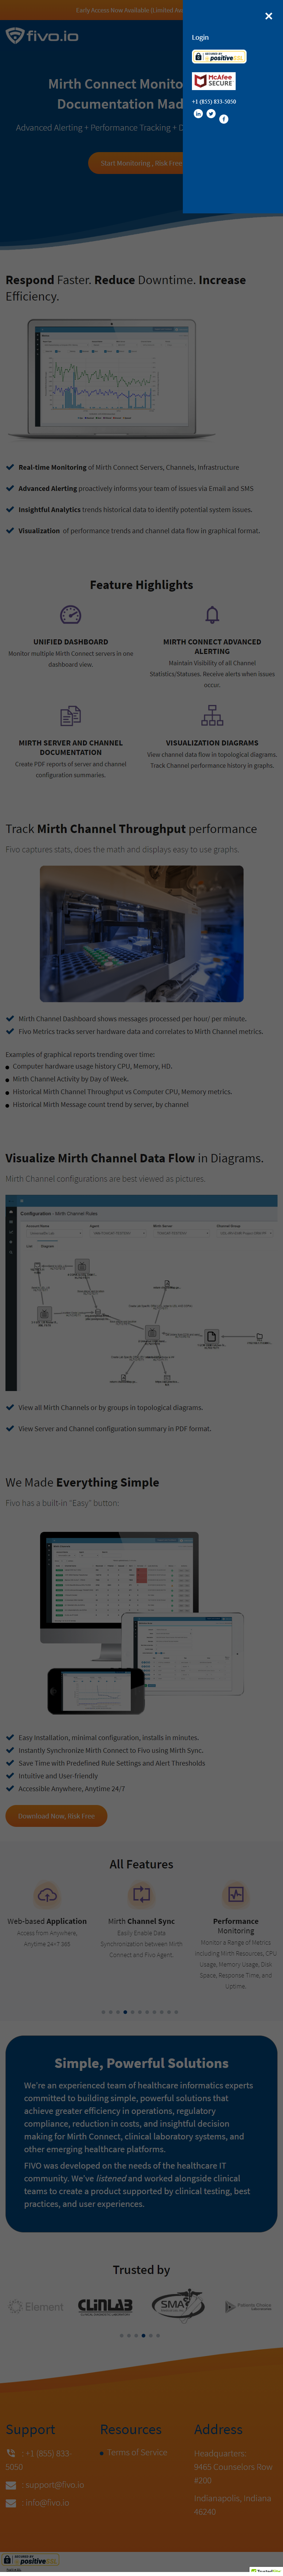 Early Access Now Available (Limited
fivo.io
Login
SECURED BY
positive
McAfee
SECURE
+1 (855) 833-5050
Mirth Connect
Documentation
Advanced Alerting + Performance Tracking +
Start Monitoring , Risk Free
Respond Faster. Reduce Downtime. Increase
Efficiency.
Real-time Monitoring of Mirth Connect Servers, Channels, Infrastructure
Advanced Alerting proactively informs your team of issues via Email and SMS
Insightful Analytics trends historical data to identify potential system issues.
Visualization of performance trends and channel data flow in graphical format.
Feature Highlights
UNIFIED DASHBOARD
Monitor multiple Mirth Connect servers in one
dashboard view.
MIRTH CONNECT ADVANCED
ALERTING
Maintain Visibility of all Channel
Statistics/Statuses. Receive alerts when issues
occur.
MIRTH SERVER AND CHANNEL
DOCUMENTATION
Create PDF reports of server and channel
configuration summaries.
VISUALIZATION DIAGRAMS
View channel data flow in topological diagrams.
Track Channel performance history in graphs.
Track Mirth Channel Throughput performance
Fivo captures stats, does the math and displays easy to use graphs.
Mirth Channel Dashboard shows messages processed per hour/ per minute.
Fivo Metrics tracks server hardware data and correlates to Mirth Channel metrics.
Examples of graphical reports trending over time:
Computer hardware usage history CPU, Memory, HD.
Mirth Channel Activity by Day of Week.
Historical Mirth Channel Throughput vs Computer CPU, Memory metrics.
Historical Mirth Message count trend by server, by channel
Visualize Mirth Channel Data Flow in Diagrams.
Mirth Channel configurations are best viewed as pictures.
Configuration - Mirth Channel Rules
Account Name Agent Mirth Server Channel Group
List Diagram
View all Mirth Channels or by groups in topological diagrams.
View Server and Channel configuration summary in PDF format.
We Made Everything Simple
Fivo has a built-in "Easy" button:
Easy installation, minimal configuration, installs in minutes.
Instantly Synchronize Mirth Connect to Fivo using Mirth Sync.
Save Time with Predefined Rule Settings and Alert Thresholds
Intuitive and User-friendly
Accessible Anywhere, Anytime 24/7
Download Now, Risk Free
All Features
Web-based Application
Access from Anywhere,
Anytime 24x7 365.
Mirth Channel Sync
Easily Enable Data
Synchronization between Mirth
Connect and Fivo Agent.
Performance
Monitoring
Monitor a Range of Metrics
including Mirth Resources, CPU
Usage, Memory Usage, Disk
Space, Response Time, and
Uptime.
Simple, Powerful Solutions
We're an experienced team of healthcare informatics experts
committed to building simple, powerful solutions that
achieve greater efficiency in operations, regulatory
compliance, reduction in costs, and insightful decision
making for Mirth Connect, clinical laboratory systems, and
other emerging healthcare platforms.
FIVO was developed on the needs of the healthcare IT
community. We've listened and worked alongside clinical
teams to create a product supported by clinical testing, best
practices, and user experiences.
Trusted by
Element
CLINLAB
SMA
Patients Choice
Support
: +1 (855) 833-
5050
: support@fivo.io
: info@fivo.io
Resources
Terms of Service
Address
Headquarters:
9465 Counselors Row
#200
Indianapolis, Indiana
46240
SECURED BY
positive
TrustedSite